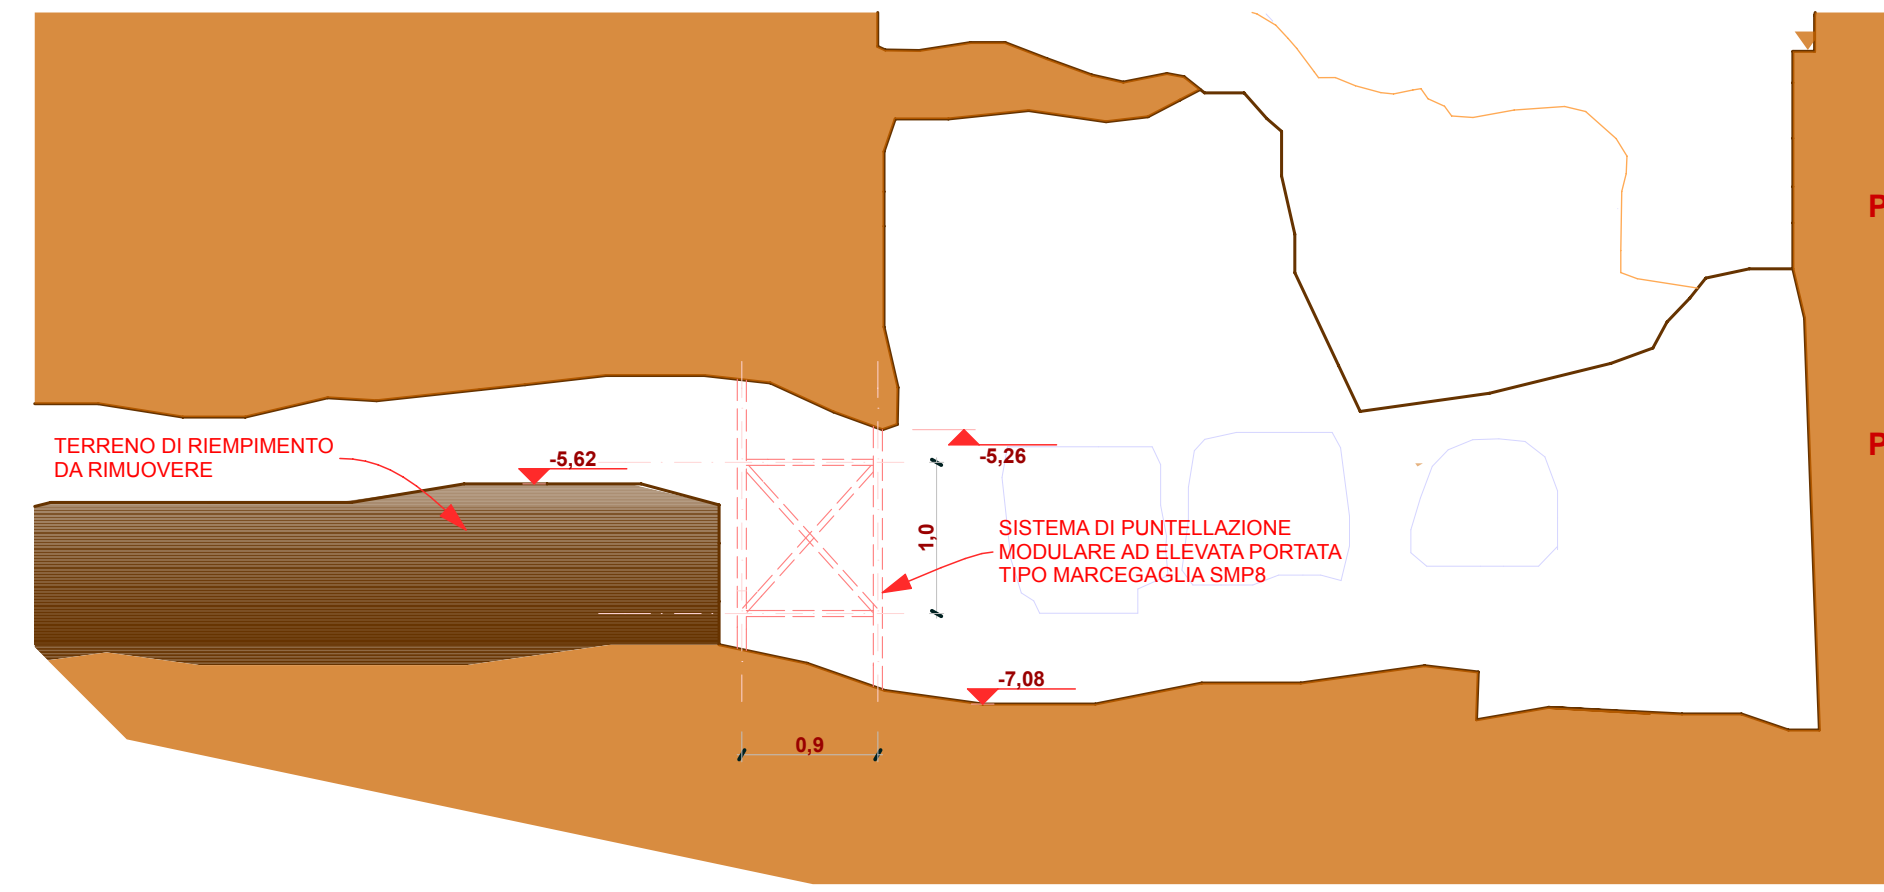 P
P
TERRENO DI RIEMPIMENTO
DA RIMUOVERE
-5,62
-5,26
1,0
SISTEMA DI PUNTELLAZIONE
MODULARE AD ELEVATA PORTATA
TIPO MARCEGAGLIA SMP8
-7,08
0,9